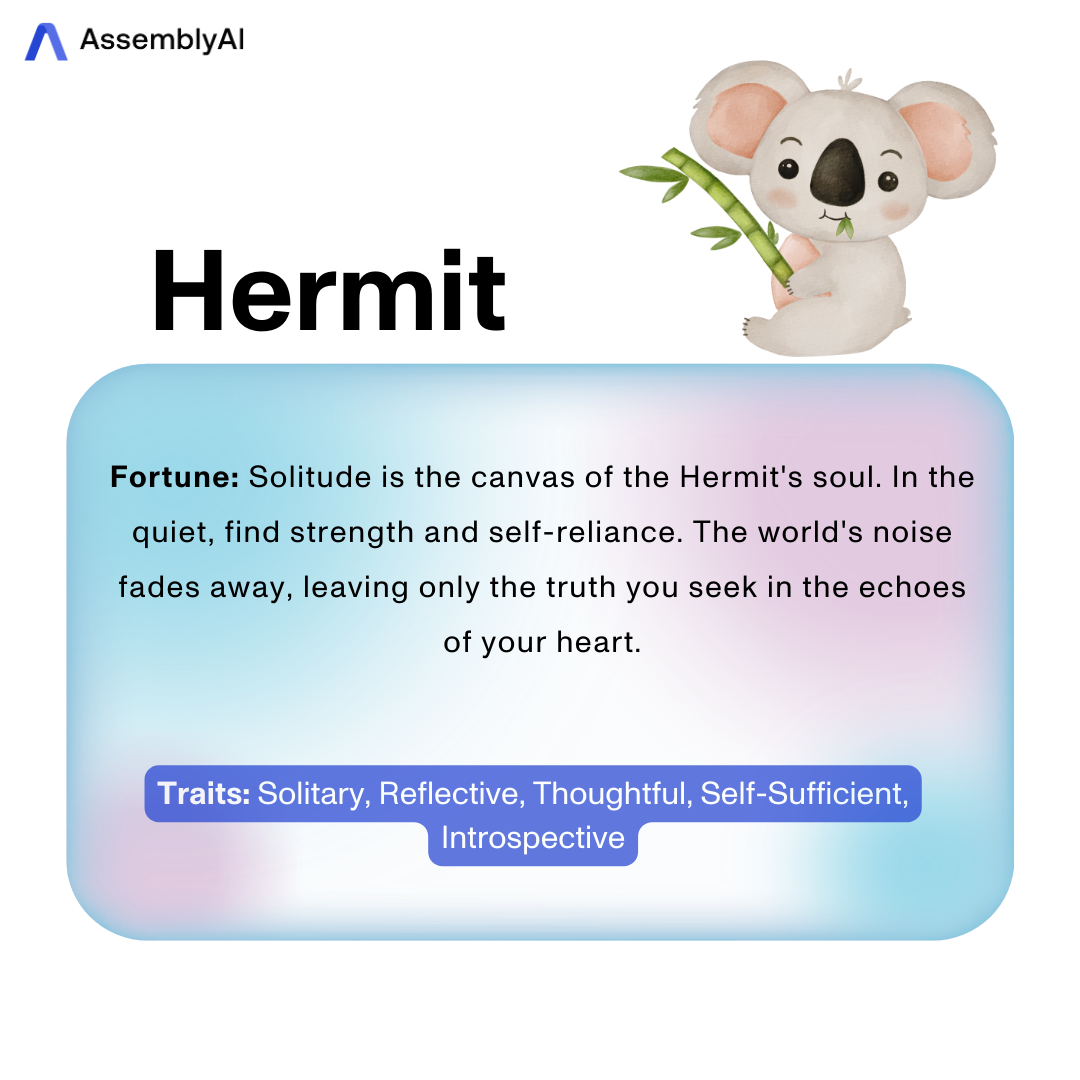 AssemblyAI
Hermit
Fortune: Solitude is the canvas of the Hermit's soul. In the
quiet, find strength and self-reliance. The world's noise
fades away, leaving only the truth you seek in the echoes
of your heart.
Traits: Solitary, Reflective, Thoughtful, Self-Sufficient,
Introspective